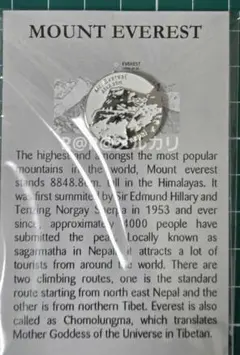 MOUNT EVEREST
EVEREST
Mt Everest
The highest amongst the most popular
mountains in the world, Mount everest
stands 8848.86m. tall in the Himalayas. It
was first summited by Sir Edmund Hillary and
Tenzing Norgay Sherpa in 1953 and ever
since, approximately 4000 people have
submitted the peak. Locally known as
sagarmatha in Nepal, it attracts a lot of
tourists from around the world. There are
two climbing routes, one is the standard
route starting from north east Nepal and the
other is from northern Tibet. Everest is also
called as Chomolungma, which translates
Mother Goddess of the Universe in Tibetan.